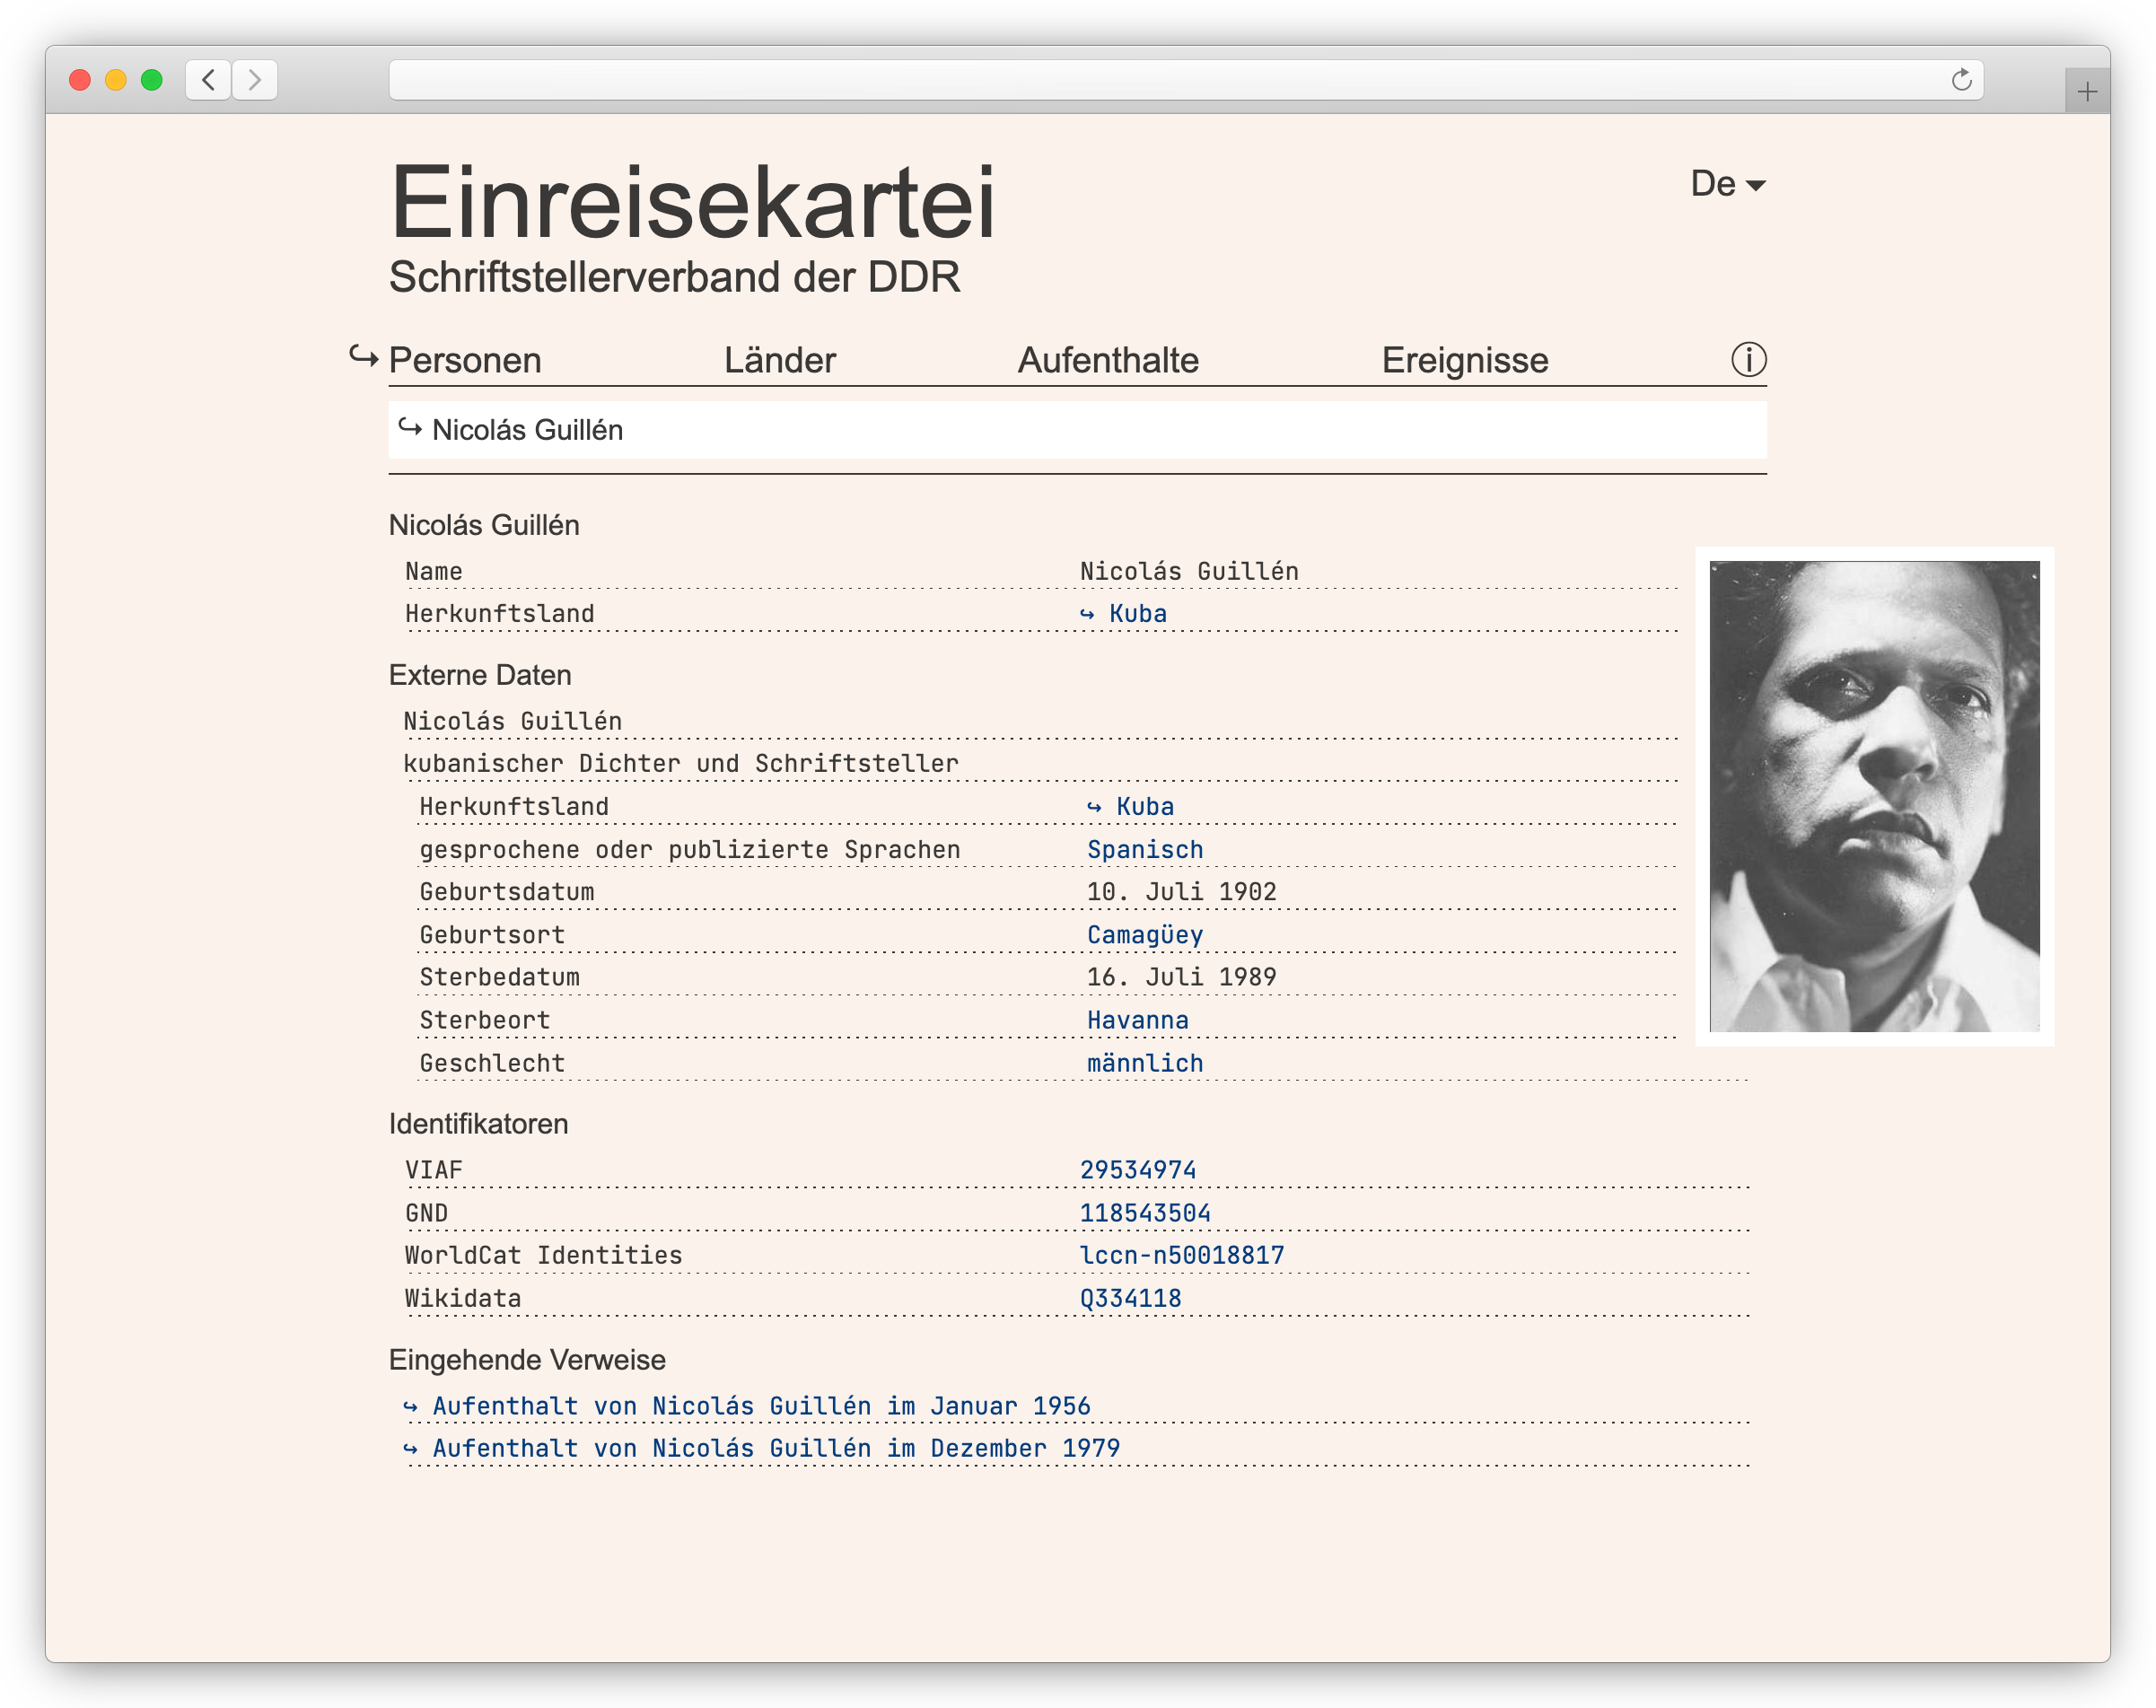 Einreisekartei
De
Schriftstellerverband der DDR
↪ Personen Länder Aufenthalte Ereignisse ⓘ
↪ Nicolás Guillén
Nicolás Guillén
Name Nicolás Guillén
Herkunftsland ↪ Kuba
Externe Daten
Nicolás Guillén
kubanischer Dichter und Schriftsteller
Herkunftsland ↪ Kuba
gesprochene oder publizierte Sprachen Spanisch
Geburtsdatum 10. Juli 1902
Geburtsort Camagüey
Sterbedatum 16. Juli 1989
Sterbeort Havanna
Geschlecht männlich
Identifikatoren
VIAF 29534974
GND 118543504
WorldCat Identities lccn-n50018817
Wikidata Q334118
Eingehende Verweise
↪ Aufenthalt von Nicolás Guillén im Januar 1956
↪ Aufenthalt von Nicolás Guillén im Dezember 1979